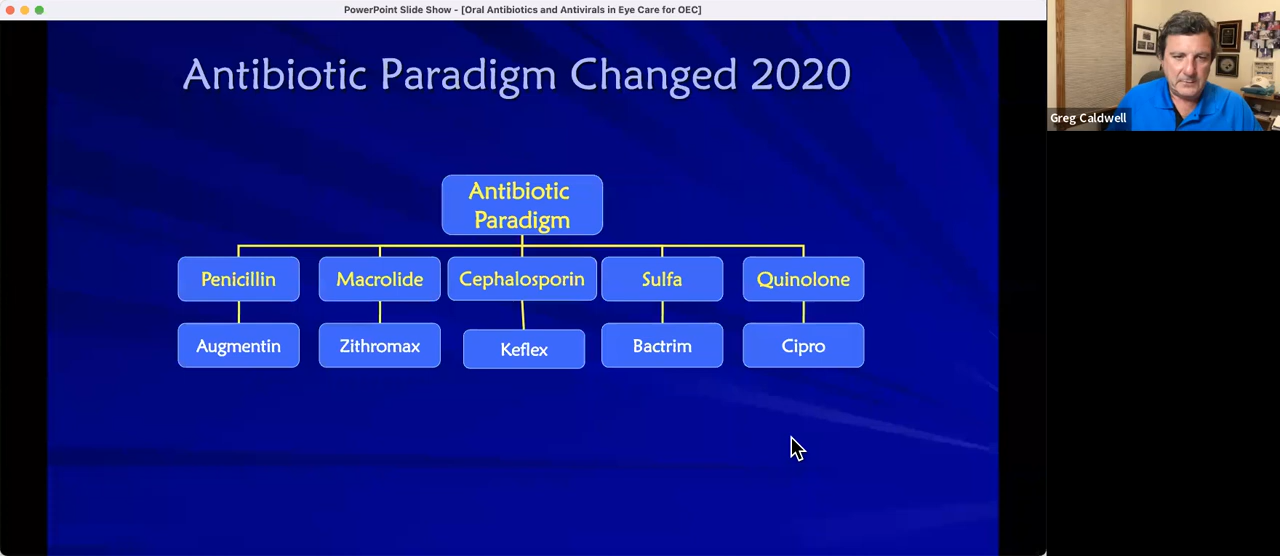 PowerPoint Slide Show - [Oral Antibiotics and Antivirals in Eye Care for OEC]
Antibiotic Paradigm Changed 2020
Antibiotic
Paradigm
Penicillin
Macrolide
Cephalosporin
Sulfa
Quinolone
Augmentin
Zithromax
Keflex
Bactrim
Cipro
Greg Caldwell